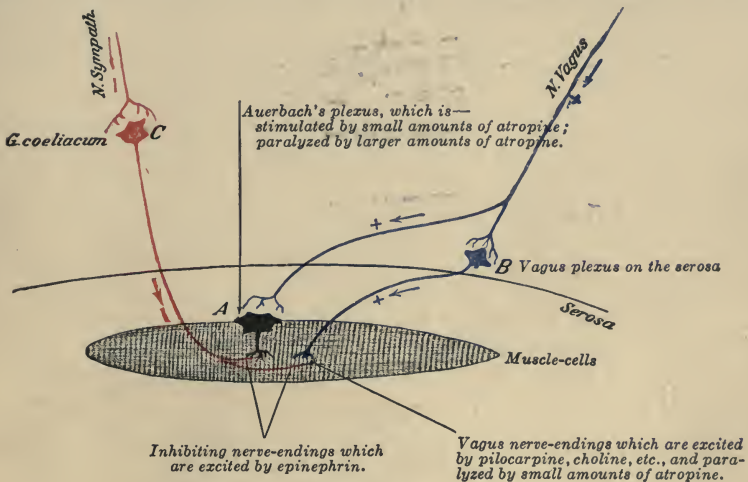 N. Sympath.
N. Vagus
G. coeliacum
C
Auerbach's plexus, which is—
stimulated by small amounts of atropine;
paralyzed by larger amounts of atropine.
+
+
+
B
Vagus plexus on the serosa
A
Serosa
Muscle-cells
Inhibiting nerve-endings which
are excited by epinephrin.
Vagus nerve-endings which are excited
by pilocarpine, choline, etc., and para-
lyzed by small amounts of atropine.